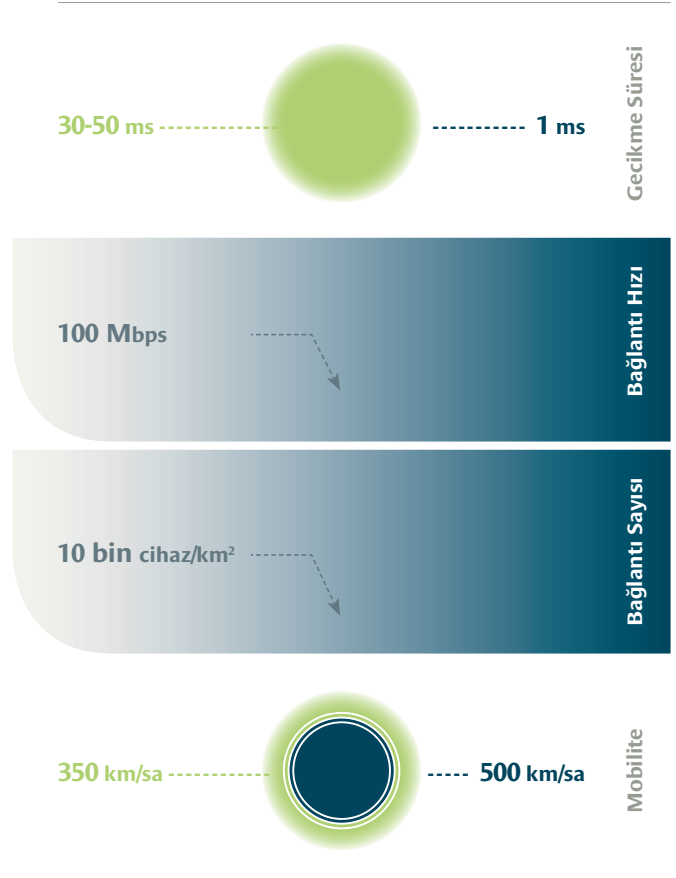 30-50 ms
1 ms
Gecikme Süresi
100 Mbps
Bağlantı Hızı
10 bin cihaz/km²
Bağlantı Sayısı
350 km/sa
500 km/sa
Mobilite